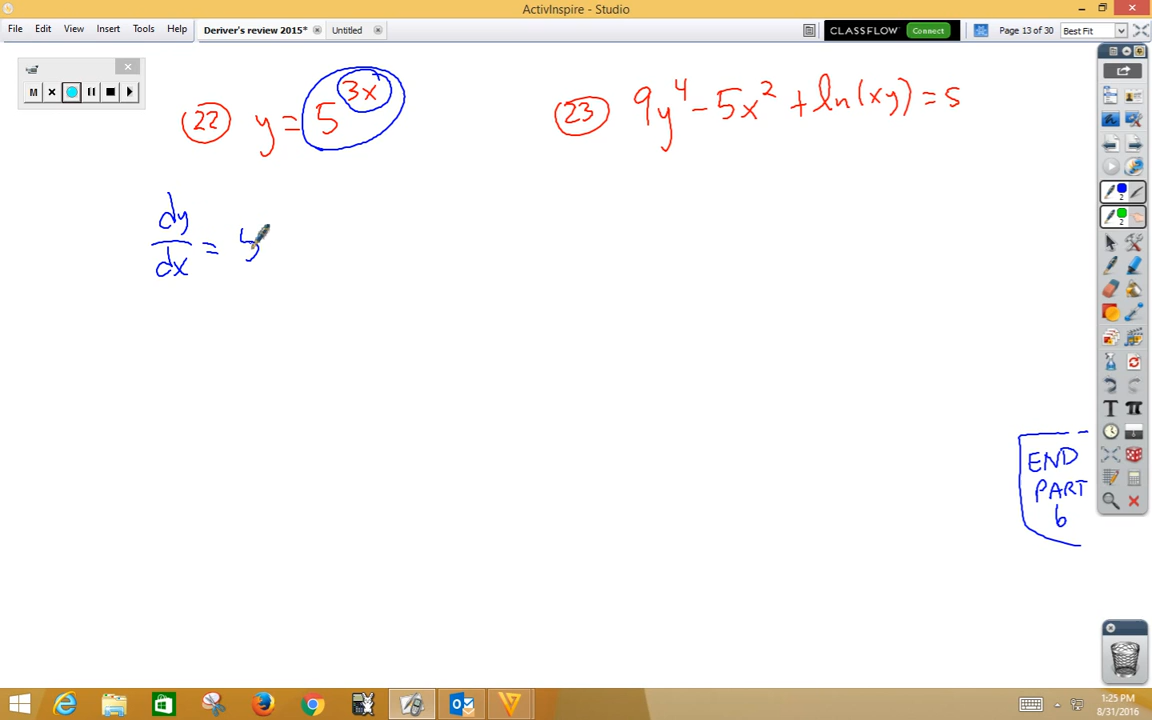 ActivInspire - Studio
File Edit View Insert Tools Help
Deriver's review 2015* Untitled
CLASSFLOW Connect
Page 13 of 30
Best Fit
M
22 y = 5^{3x}
23 9y^4 - 5x^2 + ln(xy) = 5
2
2
dy/dx = 5
T π
END
PART
6
1:25 PM
8/31/2016